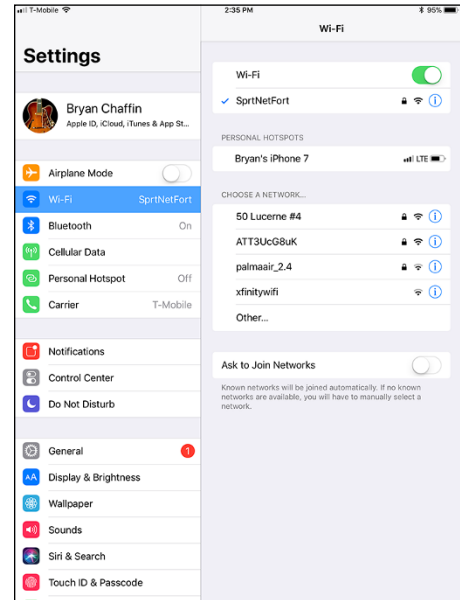 T-Mobile
2:35 PM
95%
Settings
Bryan Chaffin
Apple ID, iCloud, iTunes & App St...
Airplane Mode
Wi-Fi SprtNetFort
Bluetooth On
Cellular Data
Personal Hotspot Off
Carrier T-Mobile
Notifications
Control Center
Do Not Disturb
General 1
AA Display & Brightness
Wallpaper
Sounds
Siri & Search
Touch ID & Passcode
Wi-Fi
Wi-Fi
SprtNetFort
PERSONAL HOTSPOTS
Bryan's iPhone 7 LTE
CHOOSE A NETWORK...
50 Lucerne #4
ATT3UcG8uK
palmaair_2.4
xfinitywifi
Other...
Ask to Join Networks
Known networks will be joined automatically. If no known
networks are available, you will have to manually select a
network.